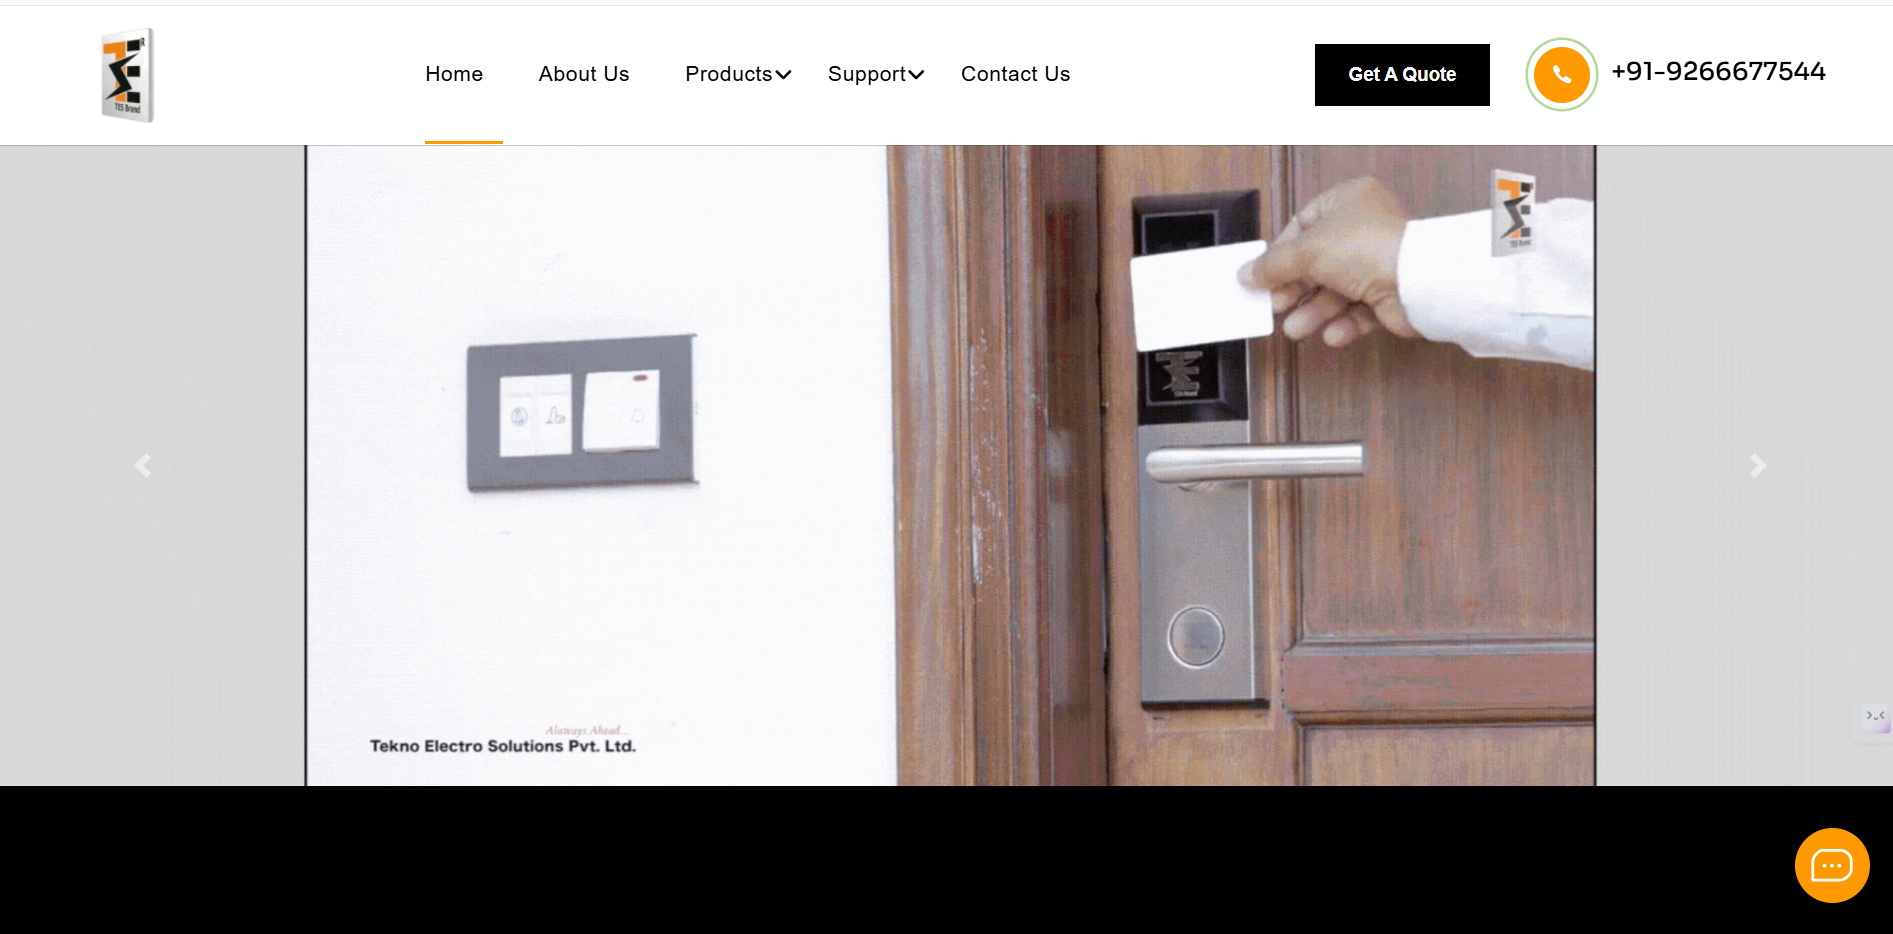 R
TES Brand
Home
About Us
Products
Support
Contact Us
Get A Quote
+91-9266677544
TES Brand
Always Ahead...
Tekno Electro Solutions Pvt. Ltd.